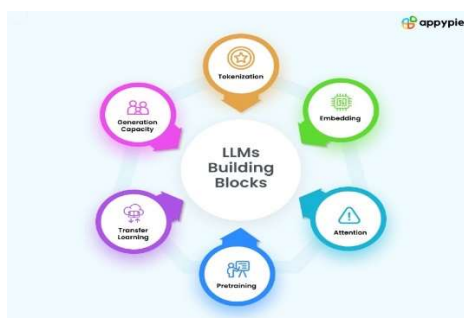 appypie
Tokenization
Generation
Capacity
Embedding
LLMs
Building
Blocks
Transfer
Learning
Attention
Pretraining